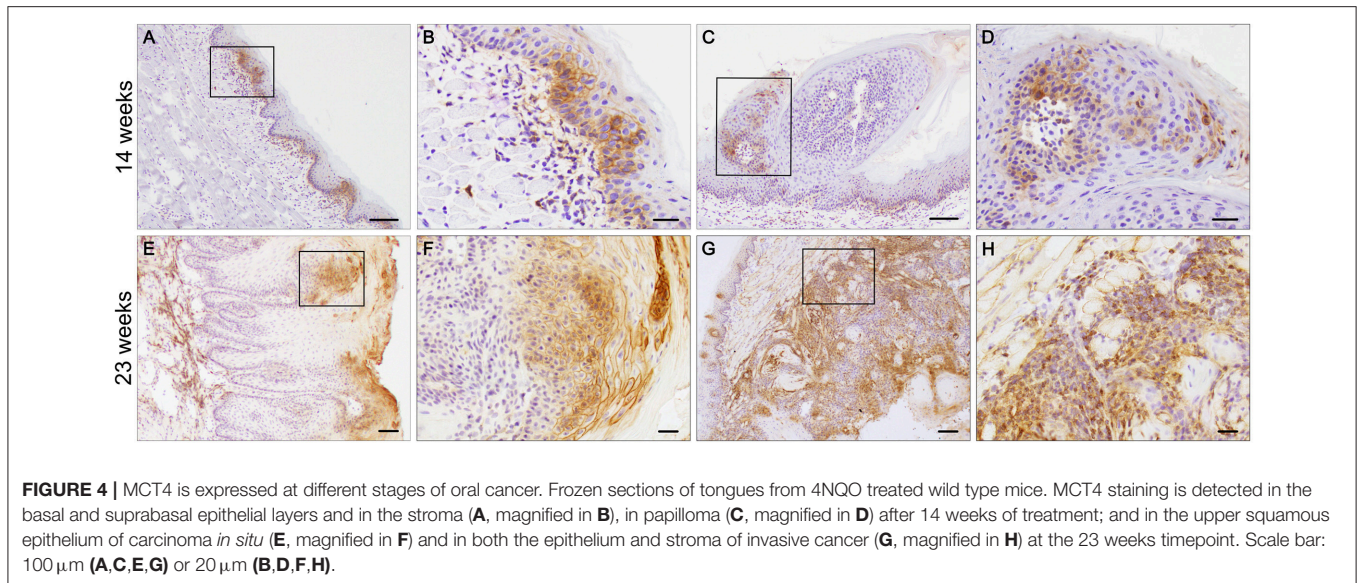 A
B
C
D
14 weeks
E
F
G
H
23 weeks
FIGURE 4 | MCT4 is expressed at different stages of oral cancer. Frozen sections of tongues from 4NQO treated wild type mice. MCT4 staining is detected in the
basal and suprabasal epithelial layers and in the stroma (A, magnified in B), in papilloma (C, magnified in D) after 14 weeks of treatment; and in the upper squamous
epithelium of carcinoma in situ (E, magnified in F) and in both the epithelium and stroma of invasive cancer (G, magnified in H) at the 23 weeks timepoint. Scale bar:
100 μm (A,C,E,G) or 20 μm (B,D,F,H).